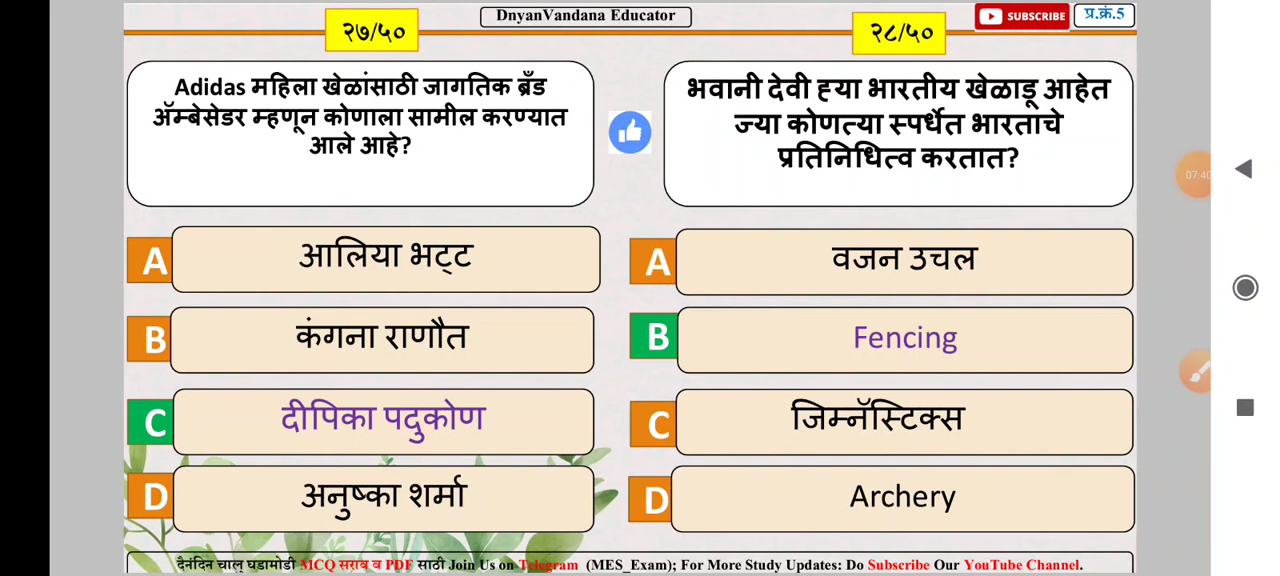 DnyanVandana Educator
SUBSCRIBE
प्र.क्रं.5
२७/५०
Adidas महिला खेळांसाठी जागतिक ब्रँड
ॲम्बेसेडर म्हणून कोणाला सामील करण्यात
आले आहे?
A आलिया भट्ट
B कंगना राणौत
C दीपिका पदुकोण
D अनुष्का शर्मा
२८/५०
भवानी देवी ह्या भारतीय खेळाडू आहेत
ज्या कोणत्या स्पर्धेत भारताचे
प्रतिनिधित्व करतात?
A वजन उचल
B Fencing
C जिम्नॅस्टिक्स
D Archery
07:40
दैनंदिन चालू घडामोडी MCQ सराव व PDF साठी Join Us on Telegram (MES_Exam); For More Study Updates: Do Subscribe Our YouTube Channel.